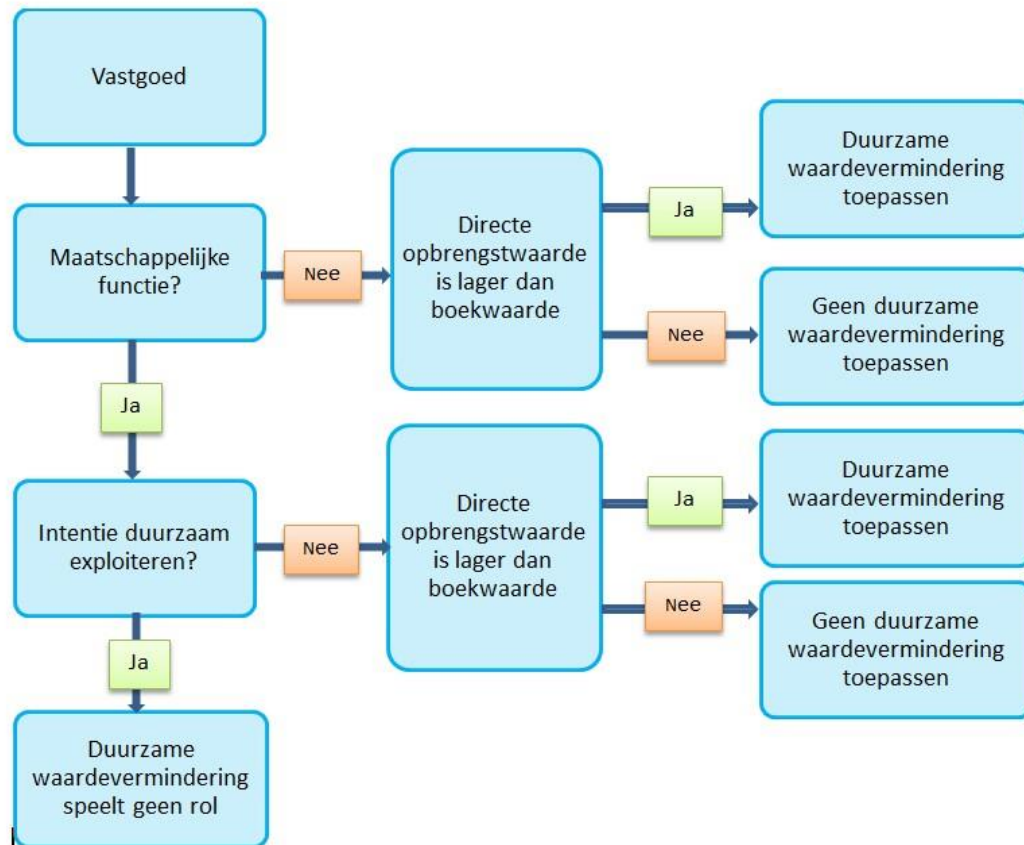 Vastgoed
Maatschappelijke
functie?
Nee
Directe
opbrengstwaarde
is lager dan
boekwaarde
Ja
Duurzame
waardevermindering
toepassen
Nee
Geen duurzame
waardevermindering
toepassen
Ja
Intentie duurzaam
exploiteren?
Nee
Directe
opbrengstwaarde
is lager dan
boekwaarde
Ja
Duurzame
waardevermindering
toepassen
Nee
Geen duurzame
waardevermindering
toepassen
Ja
Duurzame
waardevermindering
speelt geen rol